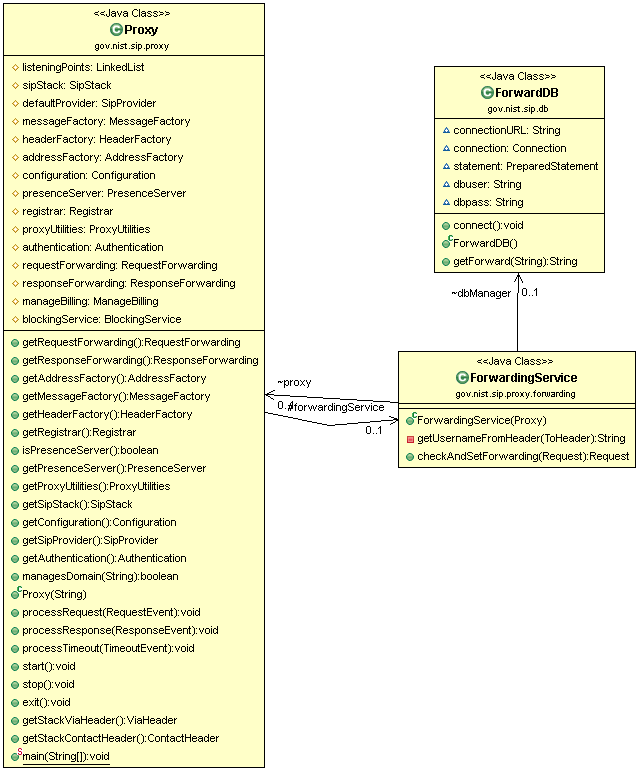 <<Java Class>>
Proxy
gov.nist.sip.proxy
listeningPoints: LinkedList
sipStack: SipStack
defaultProvider: SipProvider
messageFactory: MessageFactory
headerFactory: HeaderFactory
addressFactory: AddressFactory
configuration: Configuration
presenceServer: PresenceServer
registrar: Registrar
proxyUtilities: ProxyUtilities
authentication: Authentication
requestForwarding: RequestForwarding
responseForwarding: ResponseForwarding
manageBilling: ManageBilling
blockingService: BlockingService
getRequestForwarding():RequestForwarding
getResponseForwarding():ResponseForwarding
getAddressFactory():AddressFactory
getMessageFactory():MessageFactory
getHeaderFactory():HeaderFactory
getRegistrar():Registrar
isPresenceServer():boolean
getPresenceServer():PresenceServer
getProxyUtilities():ProxyUtilities
getSipStack():SipStack
getConfiguration():Configuration
getSipProvider():SipProvider
getAuthentication():Authentication
managesDomain(String):boolean
Proxy(String)
processRequest(RequestEvent):void
processResponse(ResponseEvent):void
processTimeout(TimeoutEvent):void
start():void
stop():void
exit():void
getStackViaHeader():ViaHeader
getStackContactHeader():ContactHeader
main(String[]):void
<<Java Class>>
ForwardDB
gov.nist.sip.db
connectionURL: String
connection: Connection
statement: PreparedStatement
dbuser: String
dbpass: String
connect():void
ForwardDB()
getForward(String):String
~dbManager
0..1
<<Java Class>>
ForwardingService
gov.nist.sip.proxy.forwarding
ForwardingService(Proxy)
getUsernameFromHeader(ToHeader):String
checkAndSetForwarding(Request):Request
~proxy
0..1
#forwardingService
0..1